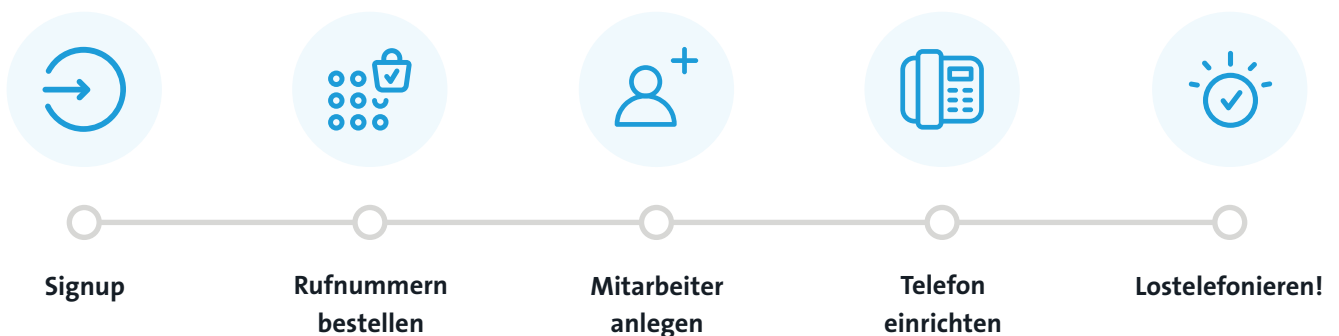 Signup
Rufnummern
bestellen
Mitarbeiter
anlegen
Telefon
einrichten
Lostelefonieren!